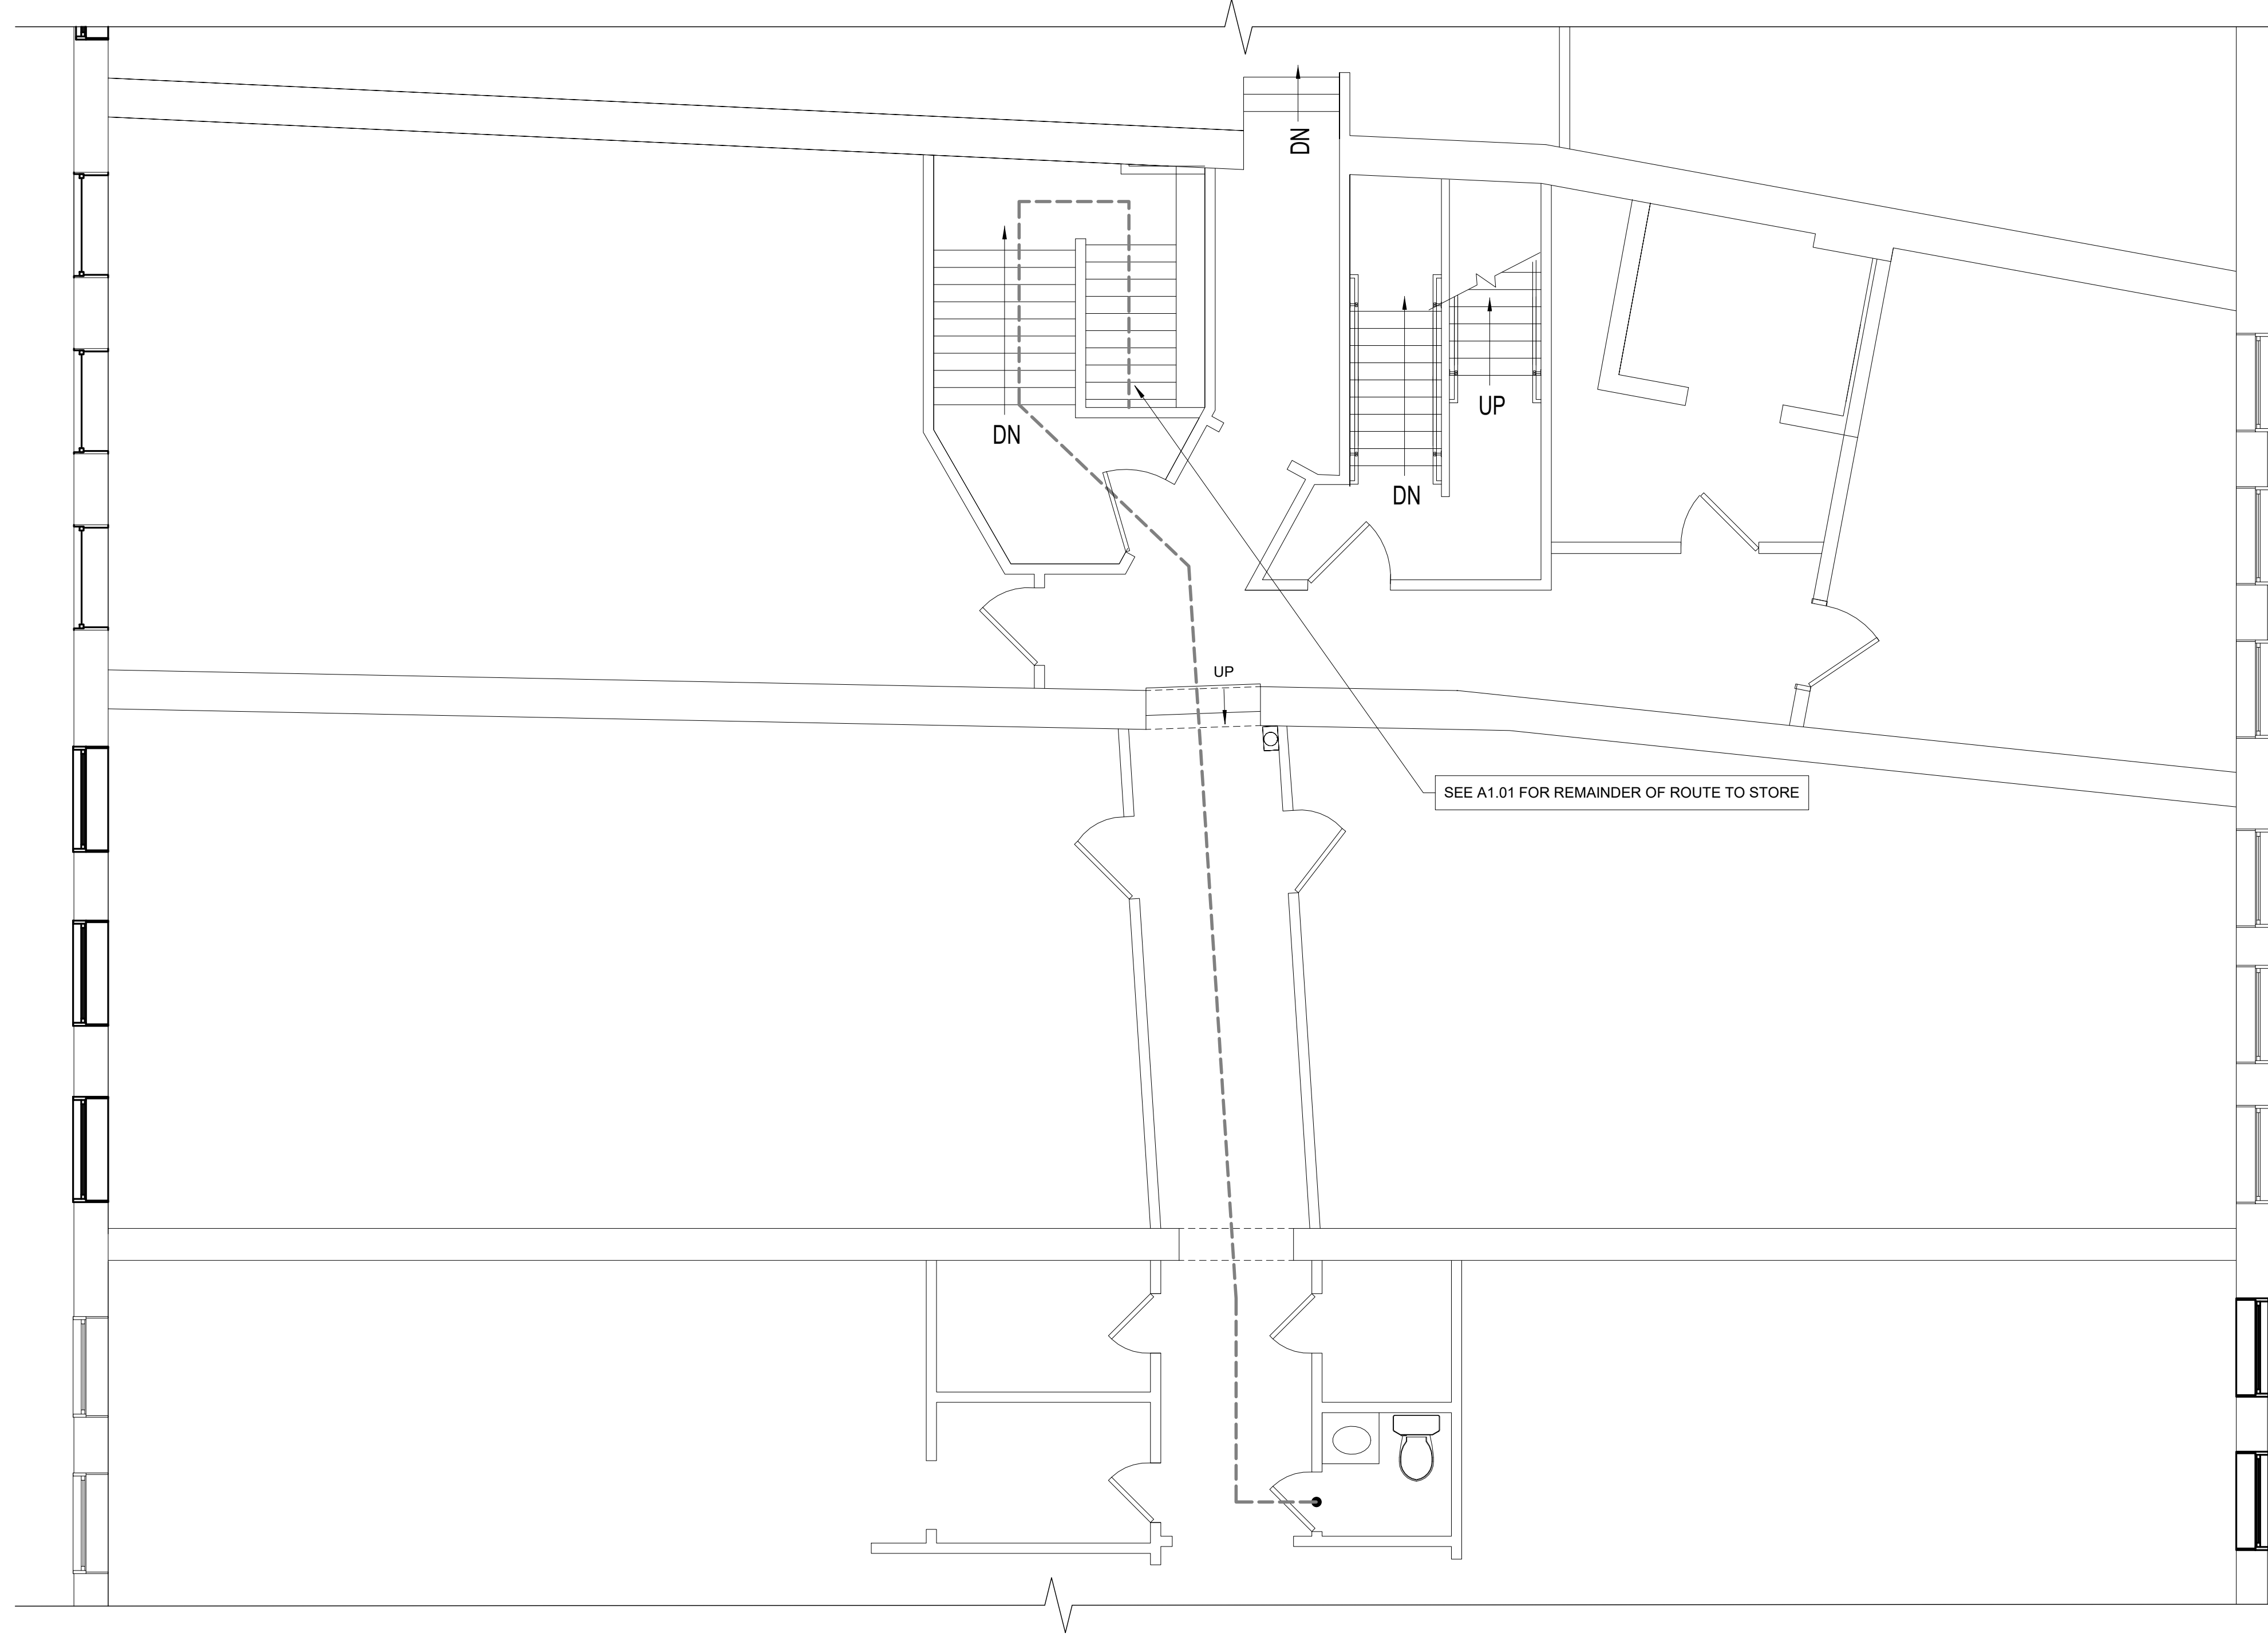 DN
UP
DN
DN
UP
SEE A1.01 FOR REMAINDER OF ROUTE TO STORE